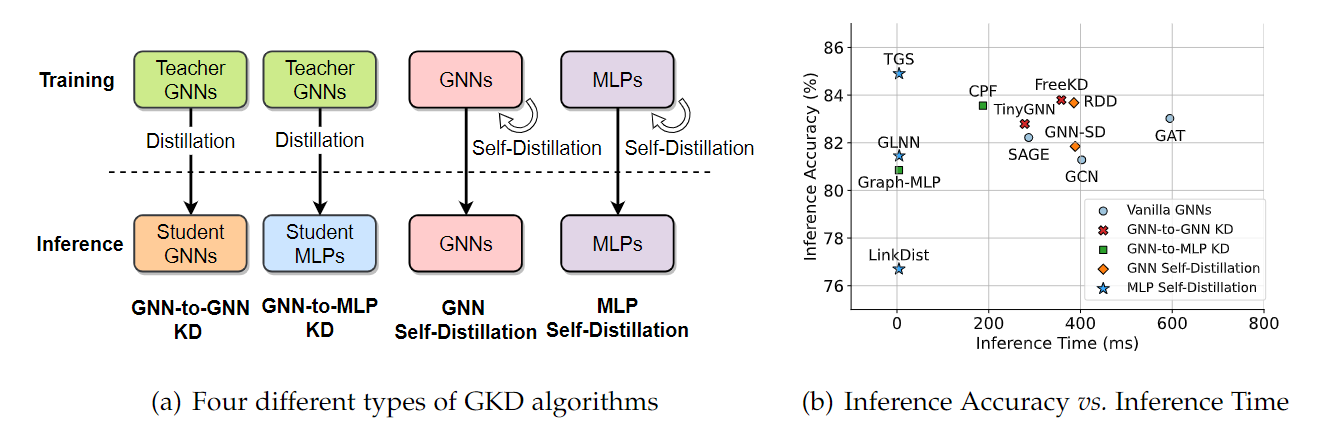 Training
Teacher
GNNs
Teacher
GNNs
GNNs
MLPs
Distillation
Distillation
Self-Distillation
Self-Distillation
Inference
Student
GNNs
Student
MLPs
GNNs
MLPs
GNN-to-GNN
KD
GNN-to-MLP
KD
GNN
Self-Distillation
MLP
Self-Distillation
(a) Four different types of GKD algorithms
Inference Accuracy (%)
86
84
82
80
78
76
TGS
CPF
FreeKD
RDD
TinyGNN
GAT
GNN-SD
SAGE
GLNN
GCN
Graph-MLP
LinkDist
Vanilla GNNs
GNN-to-GNN KD
GNN-to-MLP KD
GNN Self-Distillation
MLP Self-Distillation
0 200 400 600 800
Inference Time (ms)
(b) Inference Accuracy vs. Inference Time